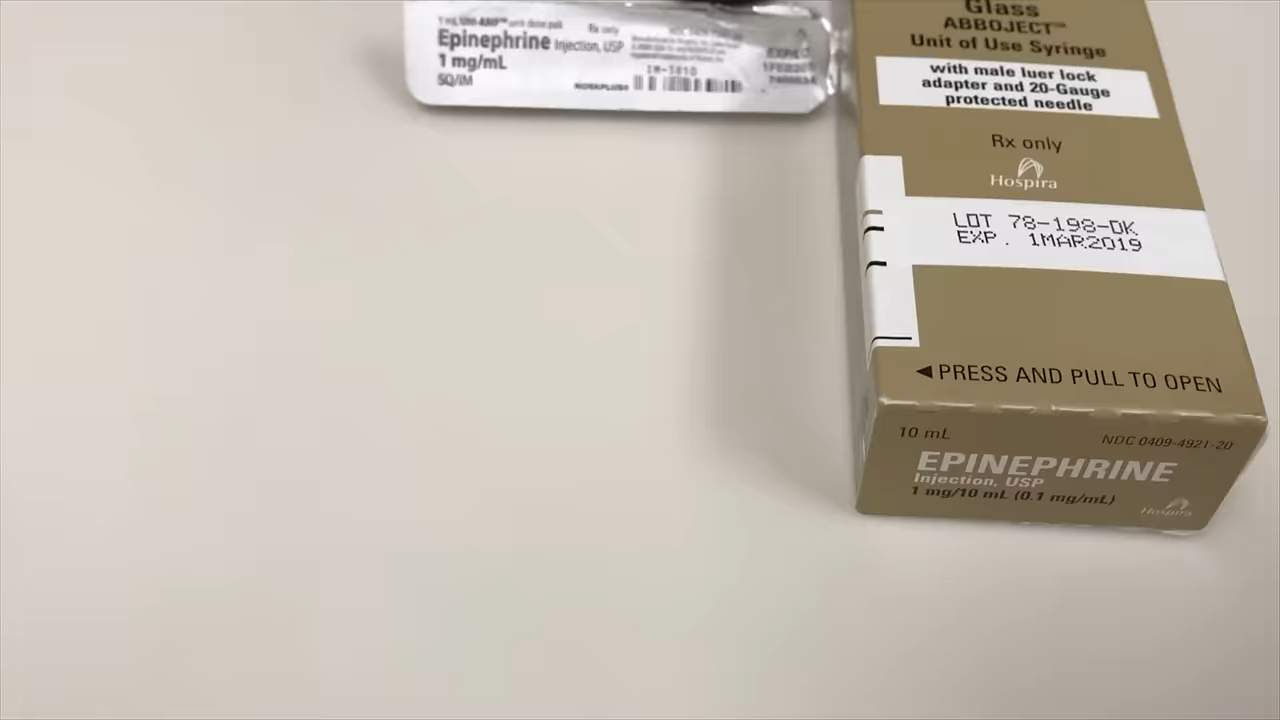 Rx only
Epinephrine Injection, USP
1 mg/mL
SQ/IM
Glass
ABBOJECT™
Unit of Use Syringe
with male luer lock
adapter and 20-Gauge
protected needle
Rx only
Hospira
LOT 78-198-DK
EXP. 1MAR2019
◄PRESS AND PULL TO OPEN
10 mL
NDC 0409-4921-20
EPINEPHRINE
Injection, USP
1 mg/10 mL (0.1 mg/mL)
Hospira